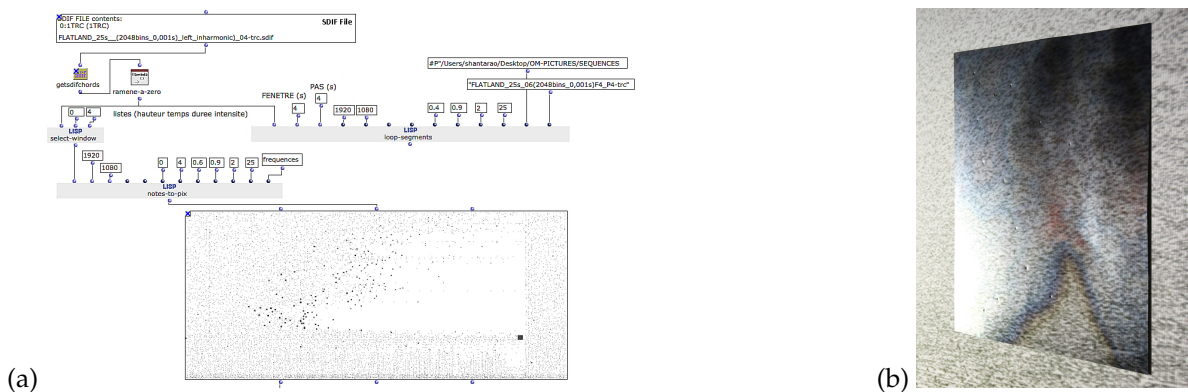 SDIF FILE contents:
SDIF File
0:1TRC (1TRC)
FLATLAND_25s__(2048bins_0,001s)_left_inharmonic)_04-trc.sdif
#P"/Users/shantarao/Desktop/OM-PICTURES/SEQUENCES
getsdifchords
ramene-a-zero
"FLATLAND_25s_06(2048bins_0,001s)F4_P4-trc"
PAS (s)
FENETRE (s)
4
0 4
listes (hauteur temps duree intensite)
4
1920 1080
0.4 0.9 2 25
LISP
select-window
LISP
loop-segments
1920
1080
0 4 0.6 0.9 2 25
frequences
LISP
notes-to-pix
(a)
(b)